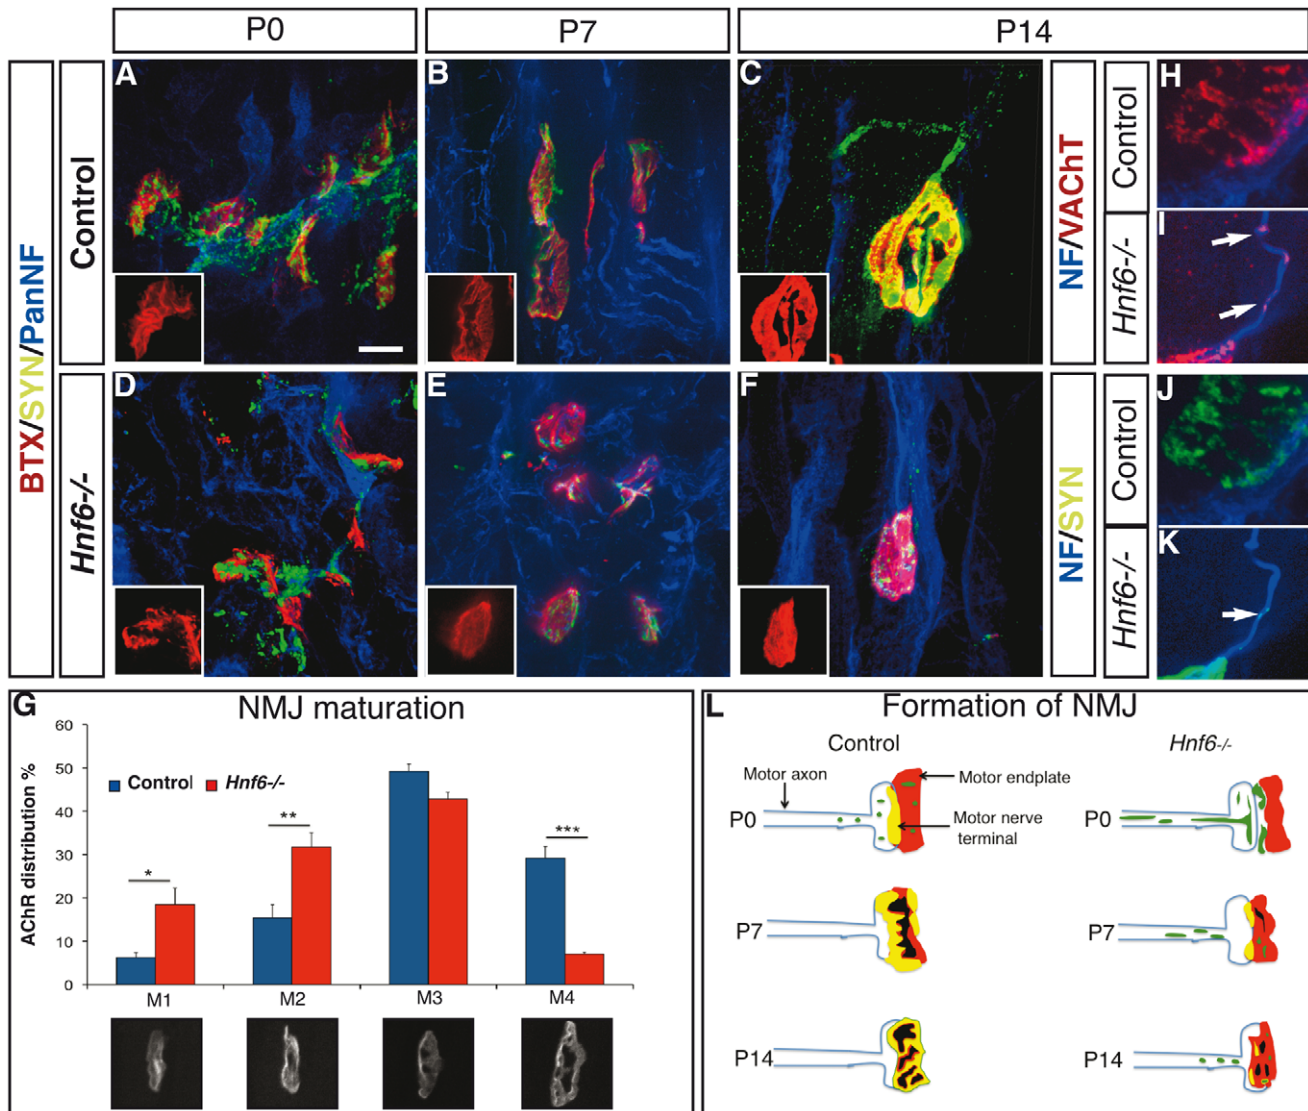 P0
P7
P14
BTX/SYN/PanNF
Control
A
B
C
Hnf6-/-
D
E
F
NF/VAChT
Control
H
Hnf6-/-
I
NF/SYN
Control
J
Hnf6-/-
K
G
NMJ maturation
AChR distribution %
60
50
40
30
20
10
0
Control
Hnf6-/-
*
**
***
M1
M2
M3
M4
L
Formation of NMJ
Control
Hnf6-/-
Motor axon
Motor endplate
Motor nerve
terminal
P0
P0
P7
P7
P14
P14